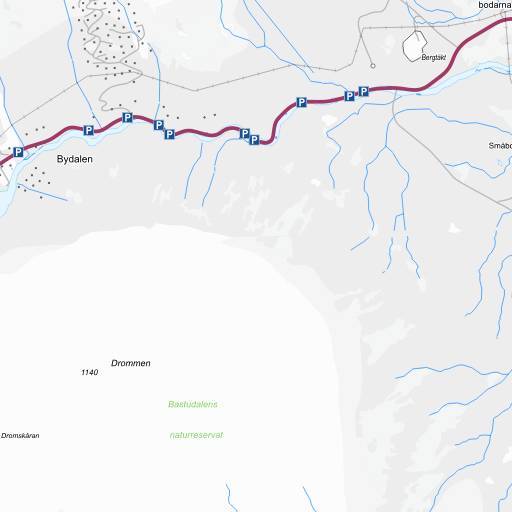 bodarna
Bergtäkt
P
P
P
P
P
P
P
P
P
P
Småbo
Bydalen
Drommen
1140
Bastudalens
naturreservat
Dromskåran